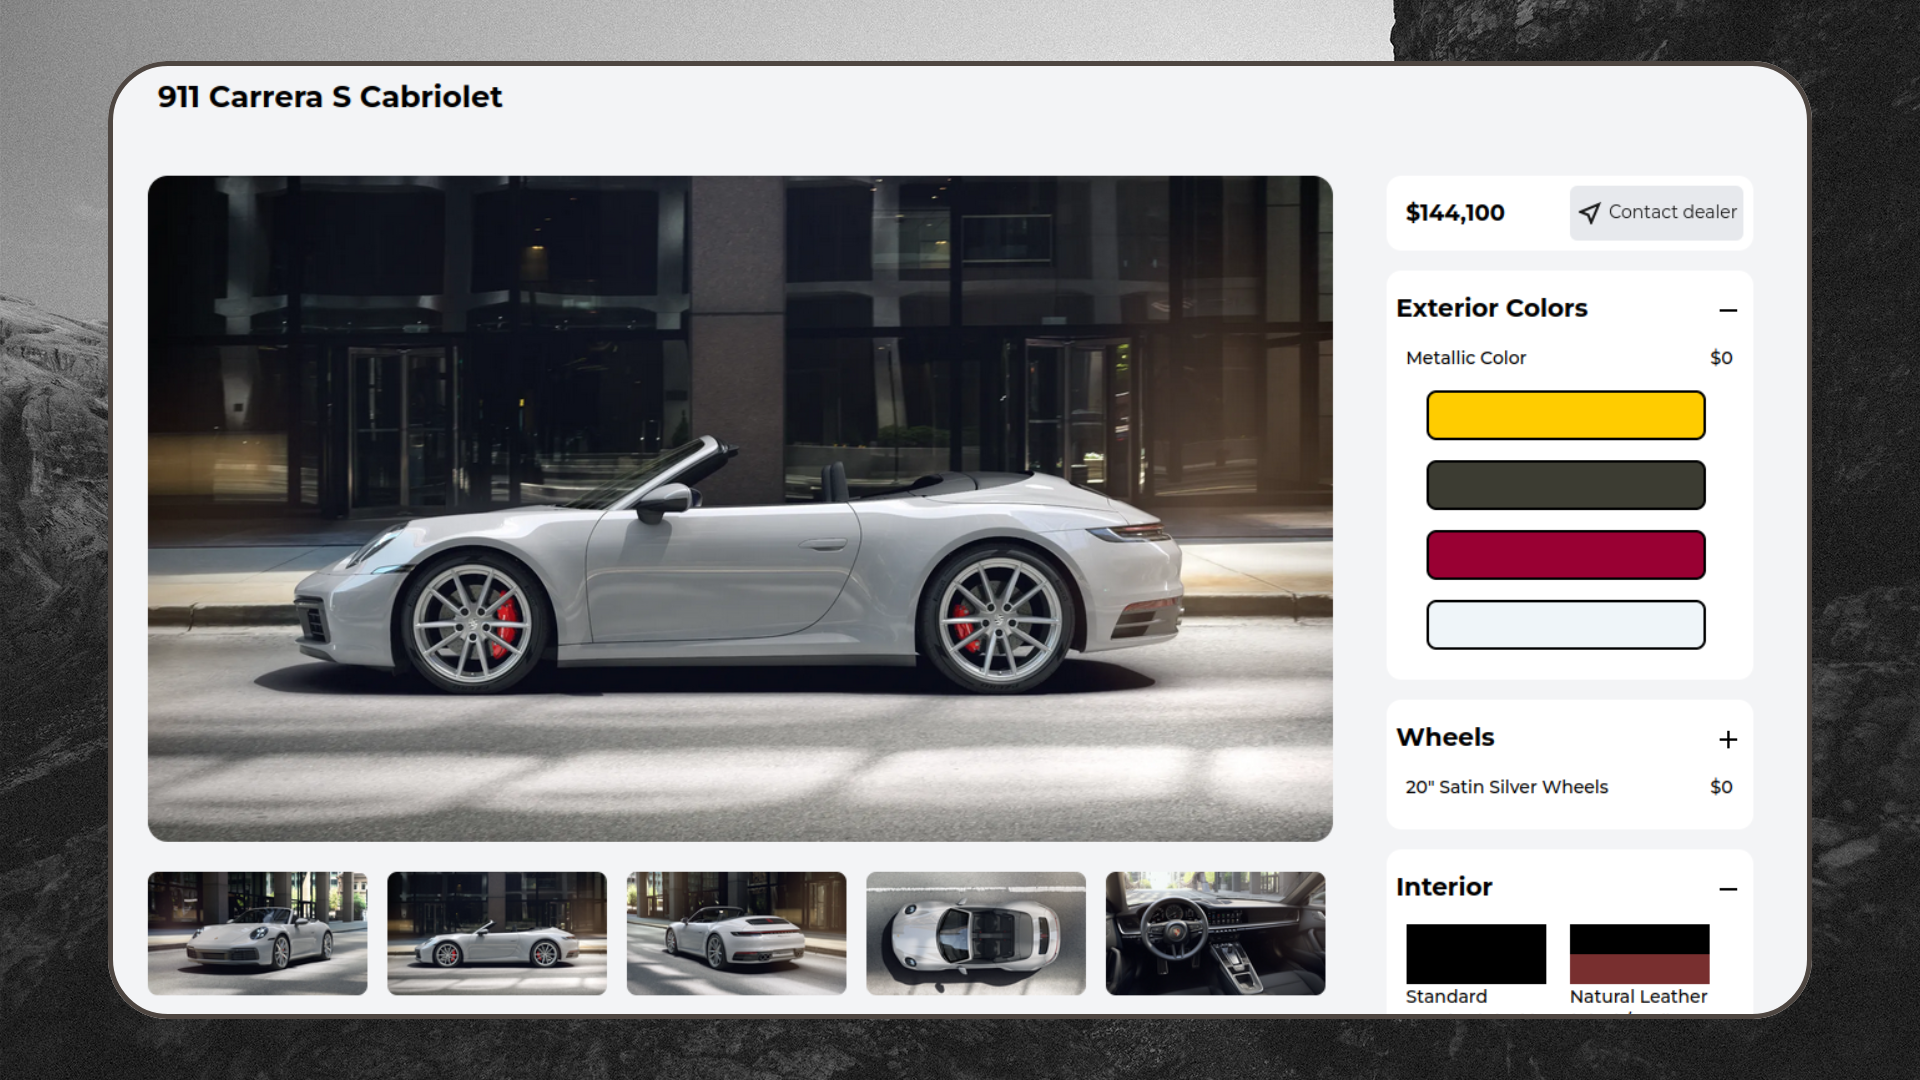 911 Carrera S Cabriolet
$144,100
Contact dealer
Exterior Colors
Metallic Color $0
Wheels
20" Satin Silver Wheels $0
Interior
Standard
Natural Leather